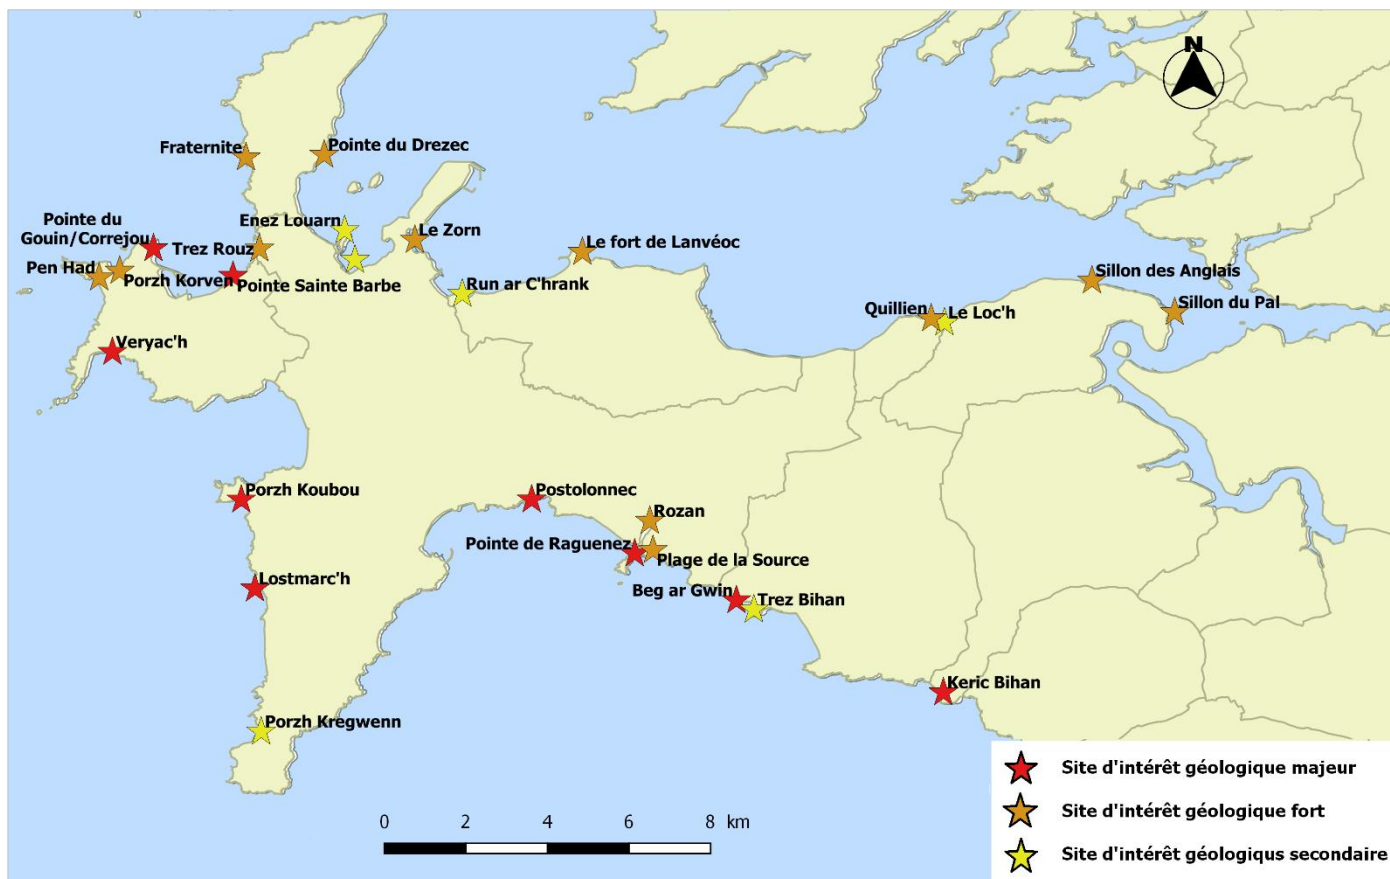 N
Fraternite
Pointe du Drezec
Pointe du
Gouin/Correjou
Enez Louarn
Trez Rouz
Le Zorn
Le fort de Lanvéoc
Pen Had
Porzh Korven
Pointe Sainte Barbe
Run ar C'hrank
Sillon des Anglais
Sillon du Pal
Quillien
Le Loc'h
Veryac'h
Porzh Koubou
Postolonnec
Rozan
Pointe de Raguenez
Plage de la Source
Lostmarc'h
Beg ar Gwin
Trez Bihan
Keric Bihan
Porzh Kregwenn
0 2 4 6 8 km
Site d'intérêt géologique majeur
Site d'intérêt géologique fort
Site d'intérêt géologiqus secondaire